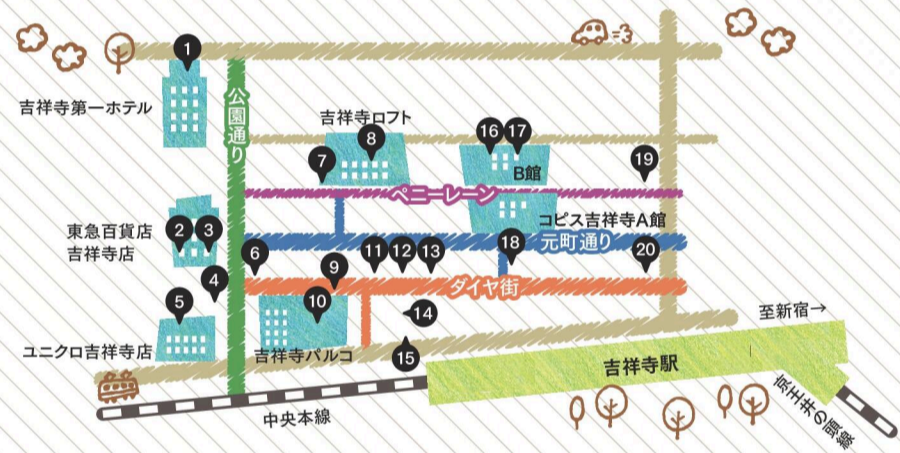 1
吉祥寺第一ホテル
公園通り
吉祥寺ロフト
7
8
16
17
B館
19
ペニーレーン
コピス吉祥寺A館
元町通り
東急百貨店
吉祥寺店
2
3
4
5
6
9
10
11
12
13
18
20
ダイヤ街
14
15
ユニクロ吉祥寺店
吉祥寺パルコ
至新宿→
吉祥寺駅
中央本線
京王井の頭線